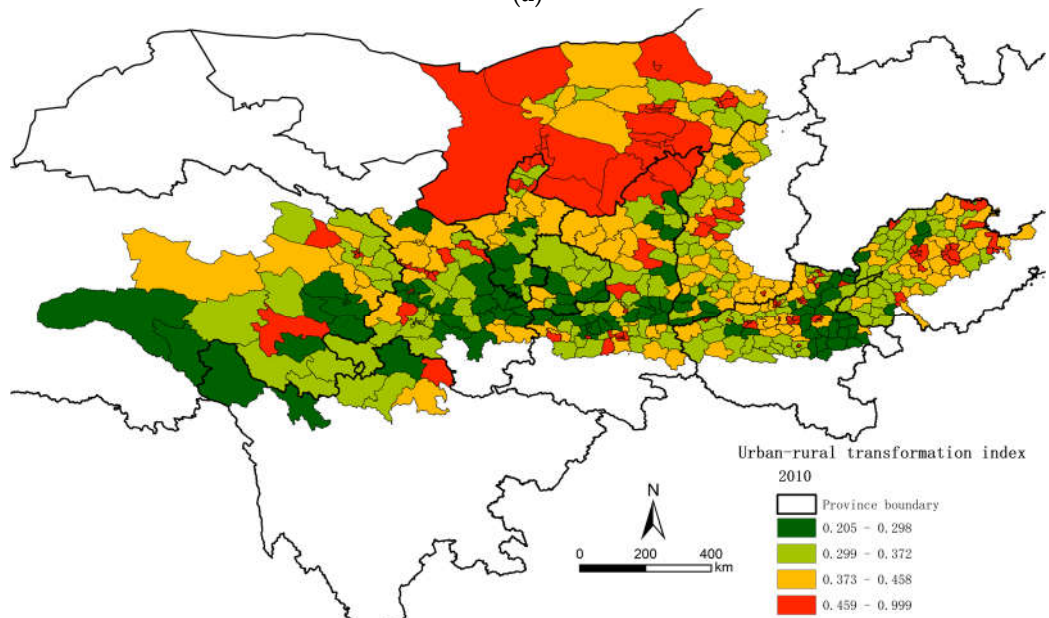 (a)
Urban-rural transformation index
2010
Province boundary
0.205 - 0.298
0.299 - 0.372
0.373 - 0.458
0.459 - 0.999
N
0 200 400
km